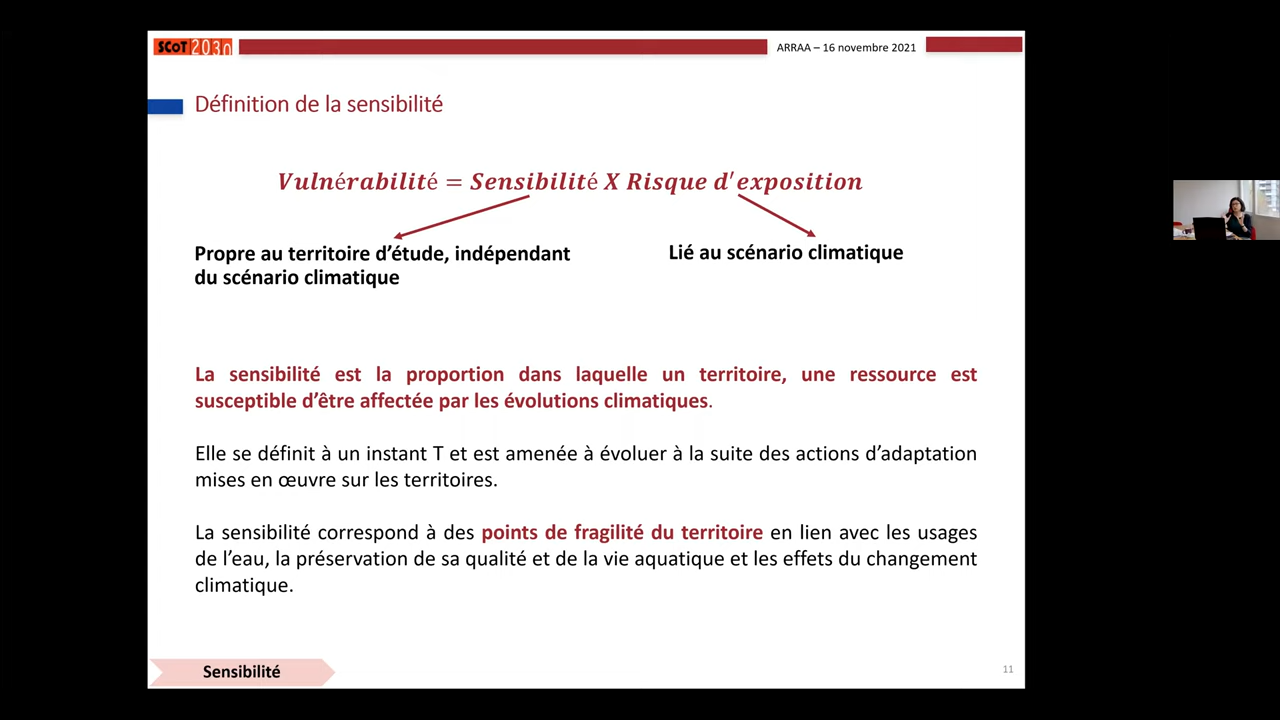 SCoT 2030
ARRAA – 16 novembre 2021
Définition de la sensibilité
Vulnérabilité = Sensibilité X Risque d'exposition
Propre au territoire d’étude, indépendant
du scénario climatique
Lié au scénario climatique
La sensibilité est la proportion dans laquelle un territoire, une ressource est
susceptible d’être affectée par les évolutions climatiques.
Elle se définit à un instant T et est amenée à évoluer à la suite des actions d’adaptation
mises en œuvre sur les territoires.
La sensibilité correspond à des points de fragilité du territoire en lien avec les usages
de l’eau, la préservation de sa qualité et de la vie aquatique et les effets du changement
climatique.
Sensibilité
11